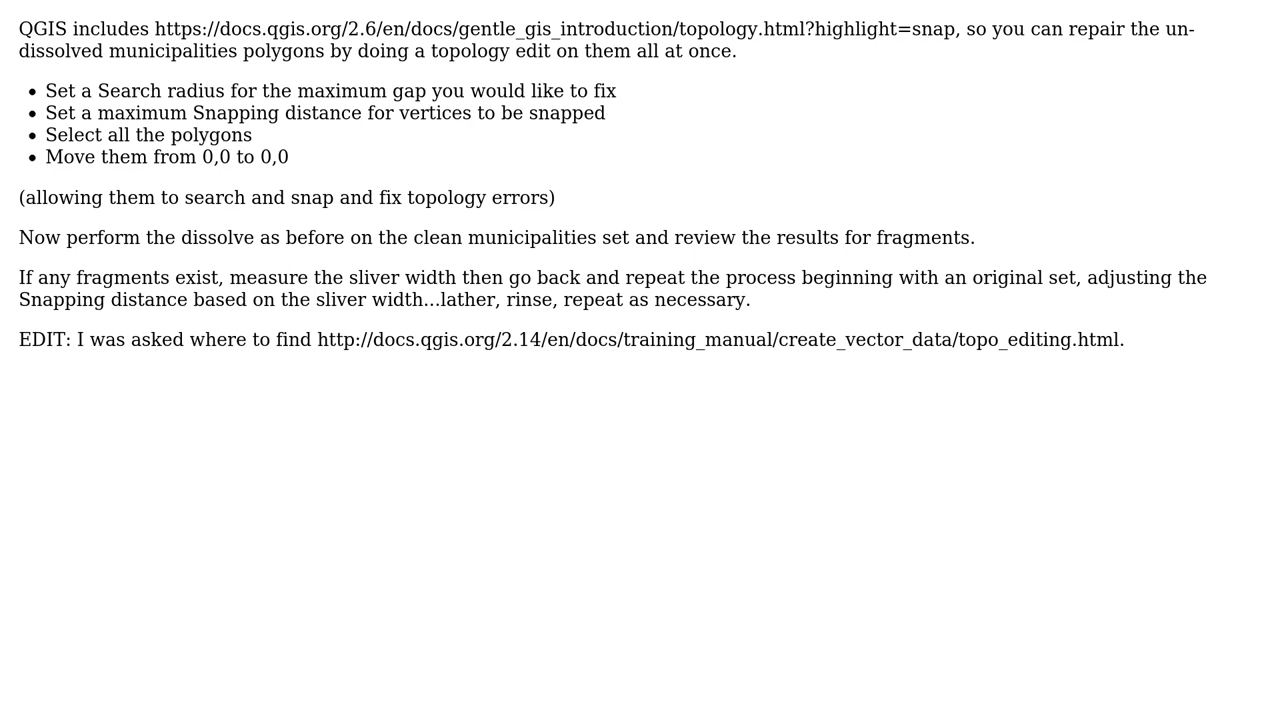 QGIS includes https://docs.qgis.org/2.6/en/docs/gentle_gis_introduction/topology.html?highlight=snap, so you can repair the un-
dissolved municipalities polygons by doing a topology edit on them all at once.
• Set a Search radius for the maximum gap you would like to fix
• Set a maximum Snapping distance for vertices to be snapped
• Select all the polygons
• Move them from 0,0 to 0,0
(allowing them to search and snap and fix topology errors)
Now perform the dissolve as before on the clean municipalities set and review the results for fragments.
If any fragments exist, measure the sliver width then go back and repeat the process beginning with an original set, adjusting the
Snapping distance based on the sliver width...lather, rinse, repeat as necessary.
EDIT: I was asked where to find http://docs.qgis.org/2.14/en/docs/training_manual/create_vector_data/topo_editing.html.